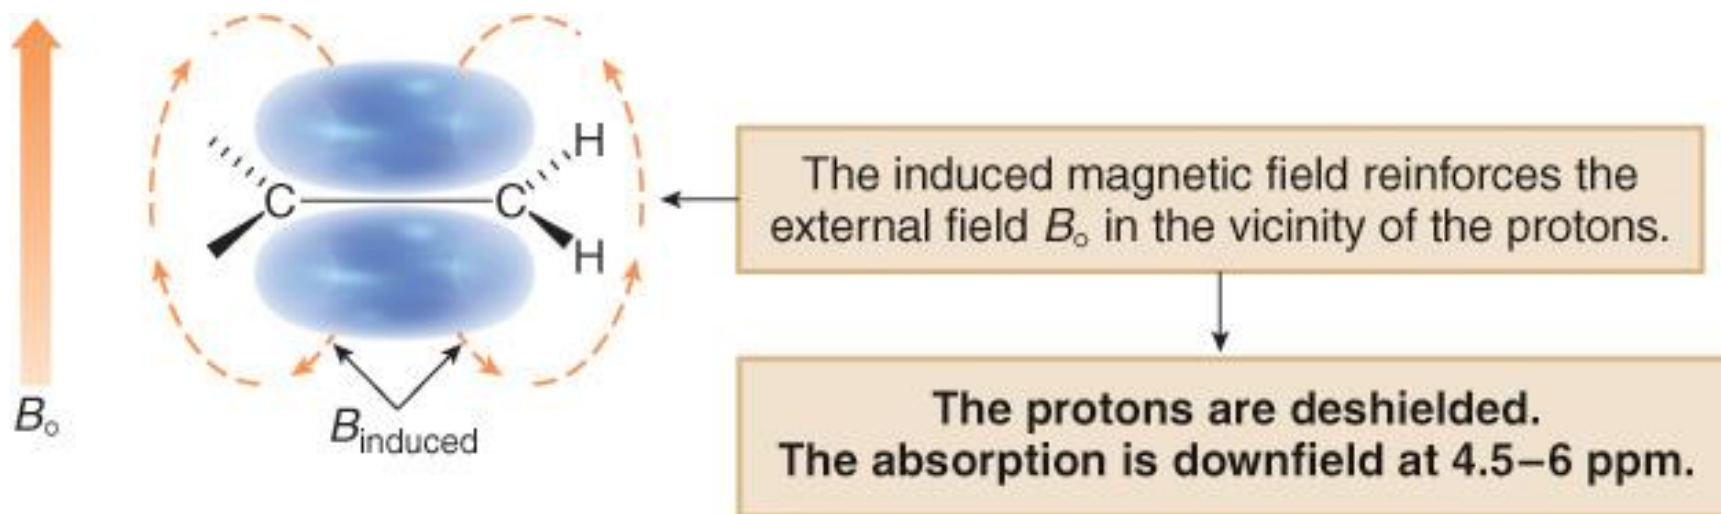 H
C C
H
B₀
B induced
The induced magnetic field reinforces the
external field B₀ in the vicinity of the protons.
The protons are deshielded.
The absorption is downfield at 4.5–6 ppm.